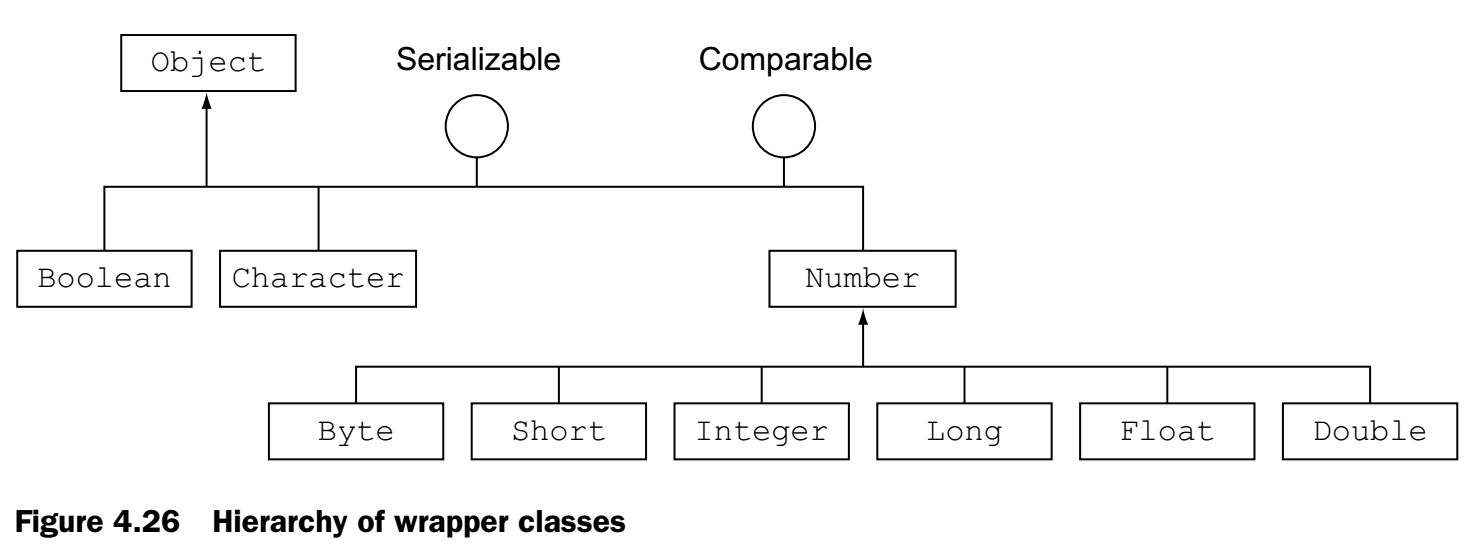 Object Serializable Comparable
Boolean Character Number
Byte Short Integer Long Float Double
Figure 4.26 Hierarchy of wrapper classes